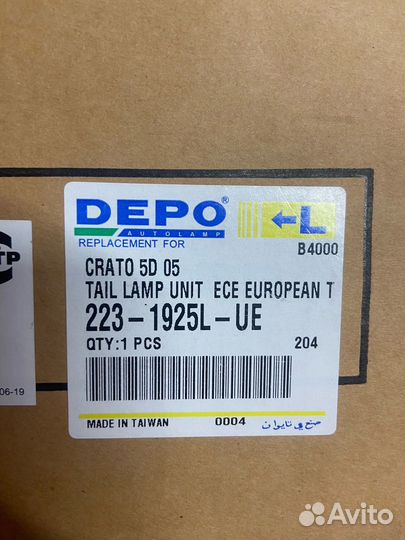 DEPO®
AUTOLAMP
←L
REPLACEMENT FOR
B4000
CRATO 5D 05
TAIL LAMP UNIT ECE EUROPEAN T
223-1925L-UE
QTY:1 PCS 204
MADE IN TAIWAN 0004 صنع في تايوان
ТР
06-19
Avito